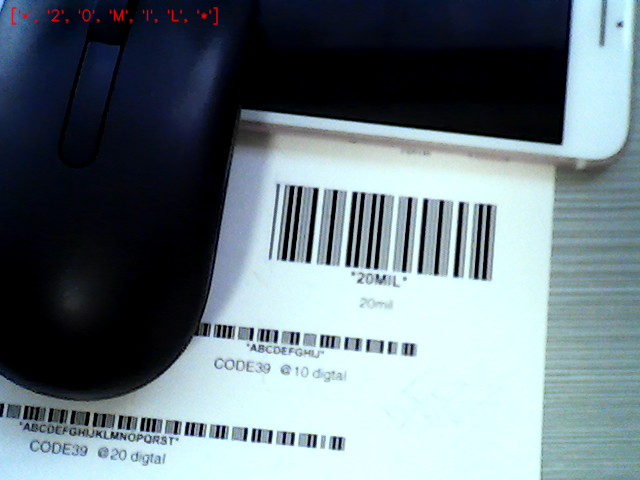 ['*', '2', '0', 'M', 'I', 'L', '*']
*20MIL*
20mil
*ABCDEFGHIJ*
CODE39 @10 digtal
*ABCDEFGHIJKLMNOPQRST*
CODE39 @20 digtal